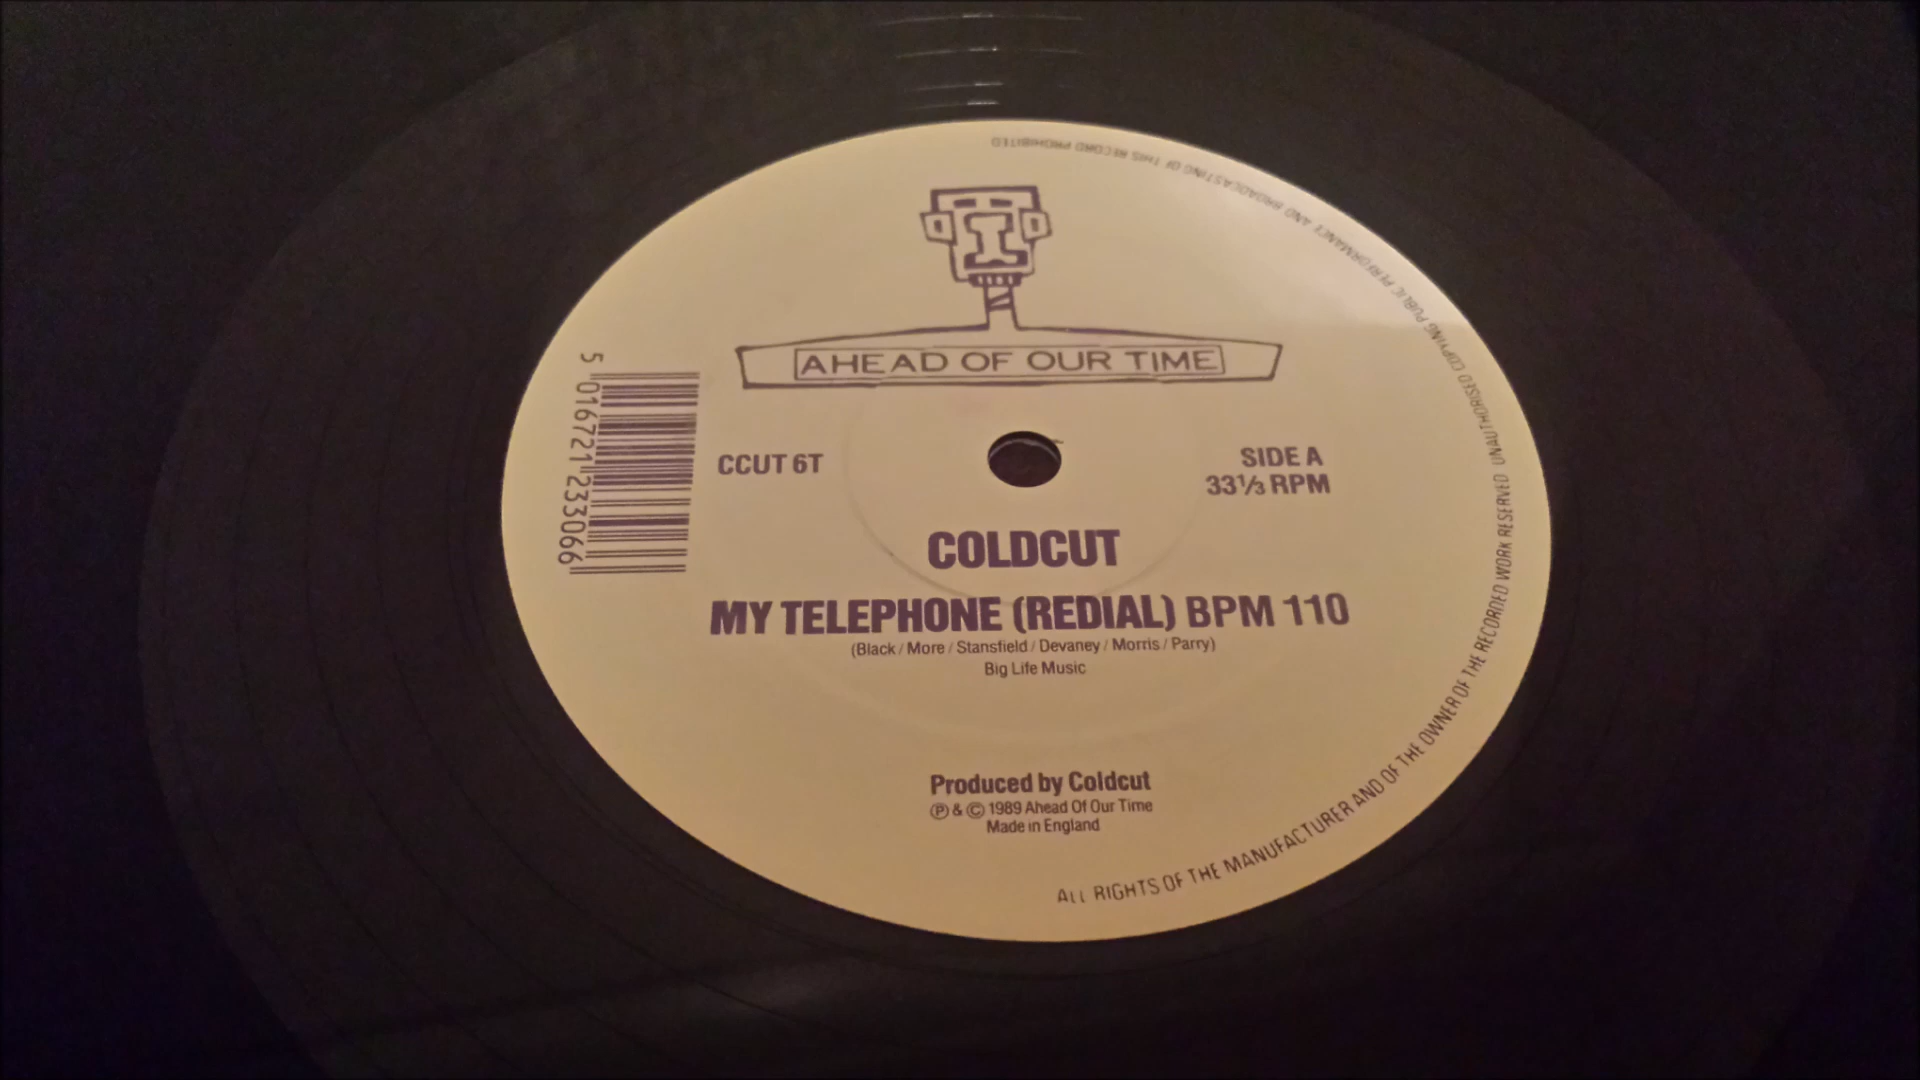 AHEAD OF OUR TIME
5 016721 233066
CCUT 6T
SIDE A
33⅓ RPM
COLDCUT
MY TELEPHONE (REDIAL) BPM 110
(Black / More / Stansfield / Devaney / Morris / Parry)
Big Life Music
Produced by Coldcut
Ⓟ & © 1989 Ahead Of Our Time
Made in England
ALL RIGHTS OF THE MANUFACTURER AND OF THE OWNER OF THE RECORDED WORK RESERVED UNAUTHORISED COPYING PUBLIC PERFORMANCE AND BROADCASTING OF THIS RECORD PROHIBITED